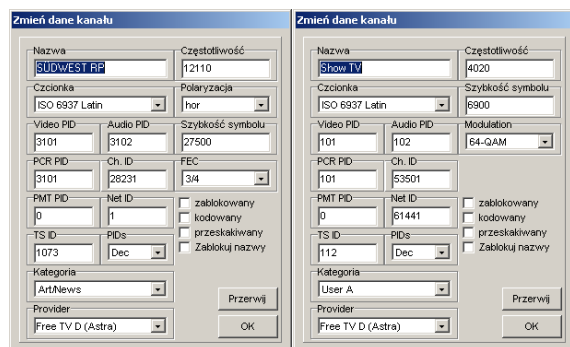 Zmień dane kanału
Nazwa
SÜDWEST RP
Częstotliwość
12110
Czcionka
ISO 6937 Latin
Polaryzacja
hor
Video PID
3101
Audio PID
3102
Szybkość symbolu
27500
PCR PID
3101
Ch. ID
28231
FEC
3/4
PMT PID
0
Net ID
1
zablokowany
kodowany
przeskakiwany
Zablokuj nazwy
TS ID
1073
PIDs
Dec
Kategoria
Art/News
Przerwij
Provider
Free TV D (Astra)
OK
Zmień dane kanału
Nazwa
Show TV
Częstotliwość
4020
Czcionka
ISO 6937 Latin
Szybkość symbolu
6900
Video PID
101
Audio PID
102
Modulation
64-QAM
PCR PID
101
Ch. ID
53501
PMT PID
0
Net ID
61441
zablokowany
kodowany
przeskakiwany
Zablokuj nazwy
TS ID
112
PIDs
Dec
Kategoria
User A
Przerwij
Provider
Free TV D (Astra)
OK